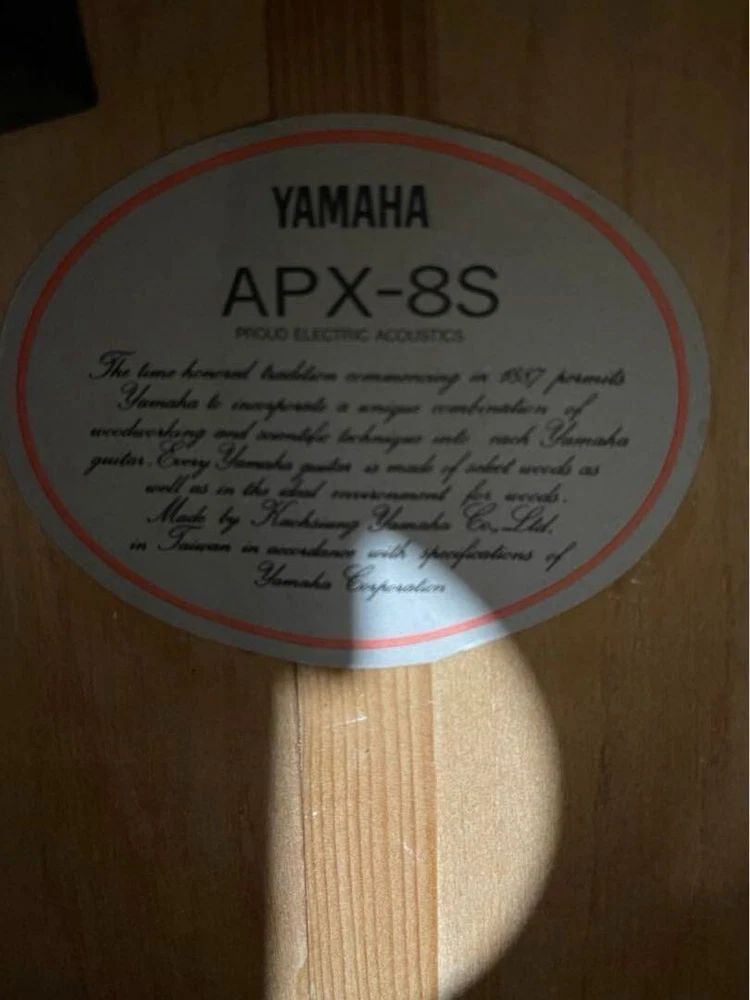 YAMAHA
APX-8S
PROUD ELECTRIC ACOUSTICS
The time honored tradition commencing in 1887 permits
Yamaha to incorporate a unique combination of
woodworking and scientific technique into each Yamaha
guitar. Every Yamaha guitar is made of select woods as
well as in the ideal environment for woods.
Made by Kaohsiung Yamaha Co., Ltd.
in Taiwan in accordance with specifications of
Yamaha Corporation